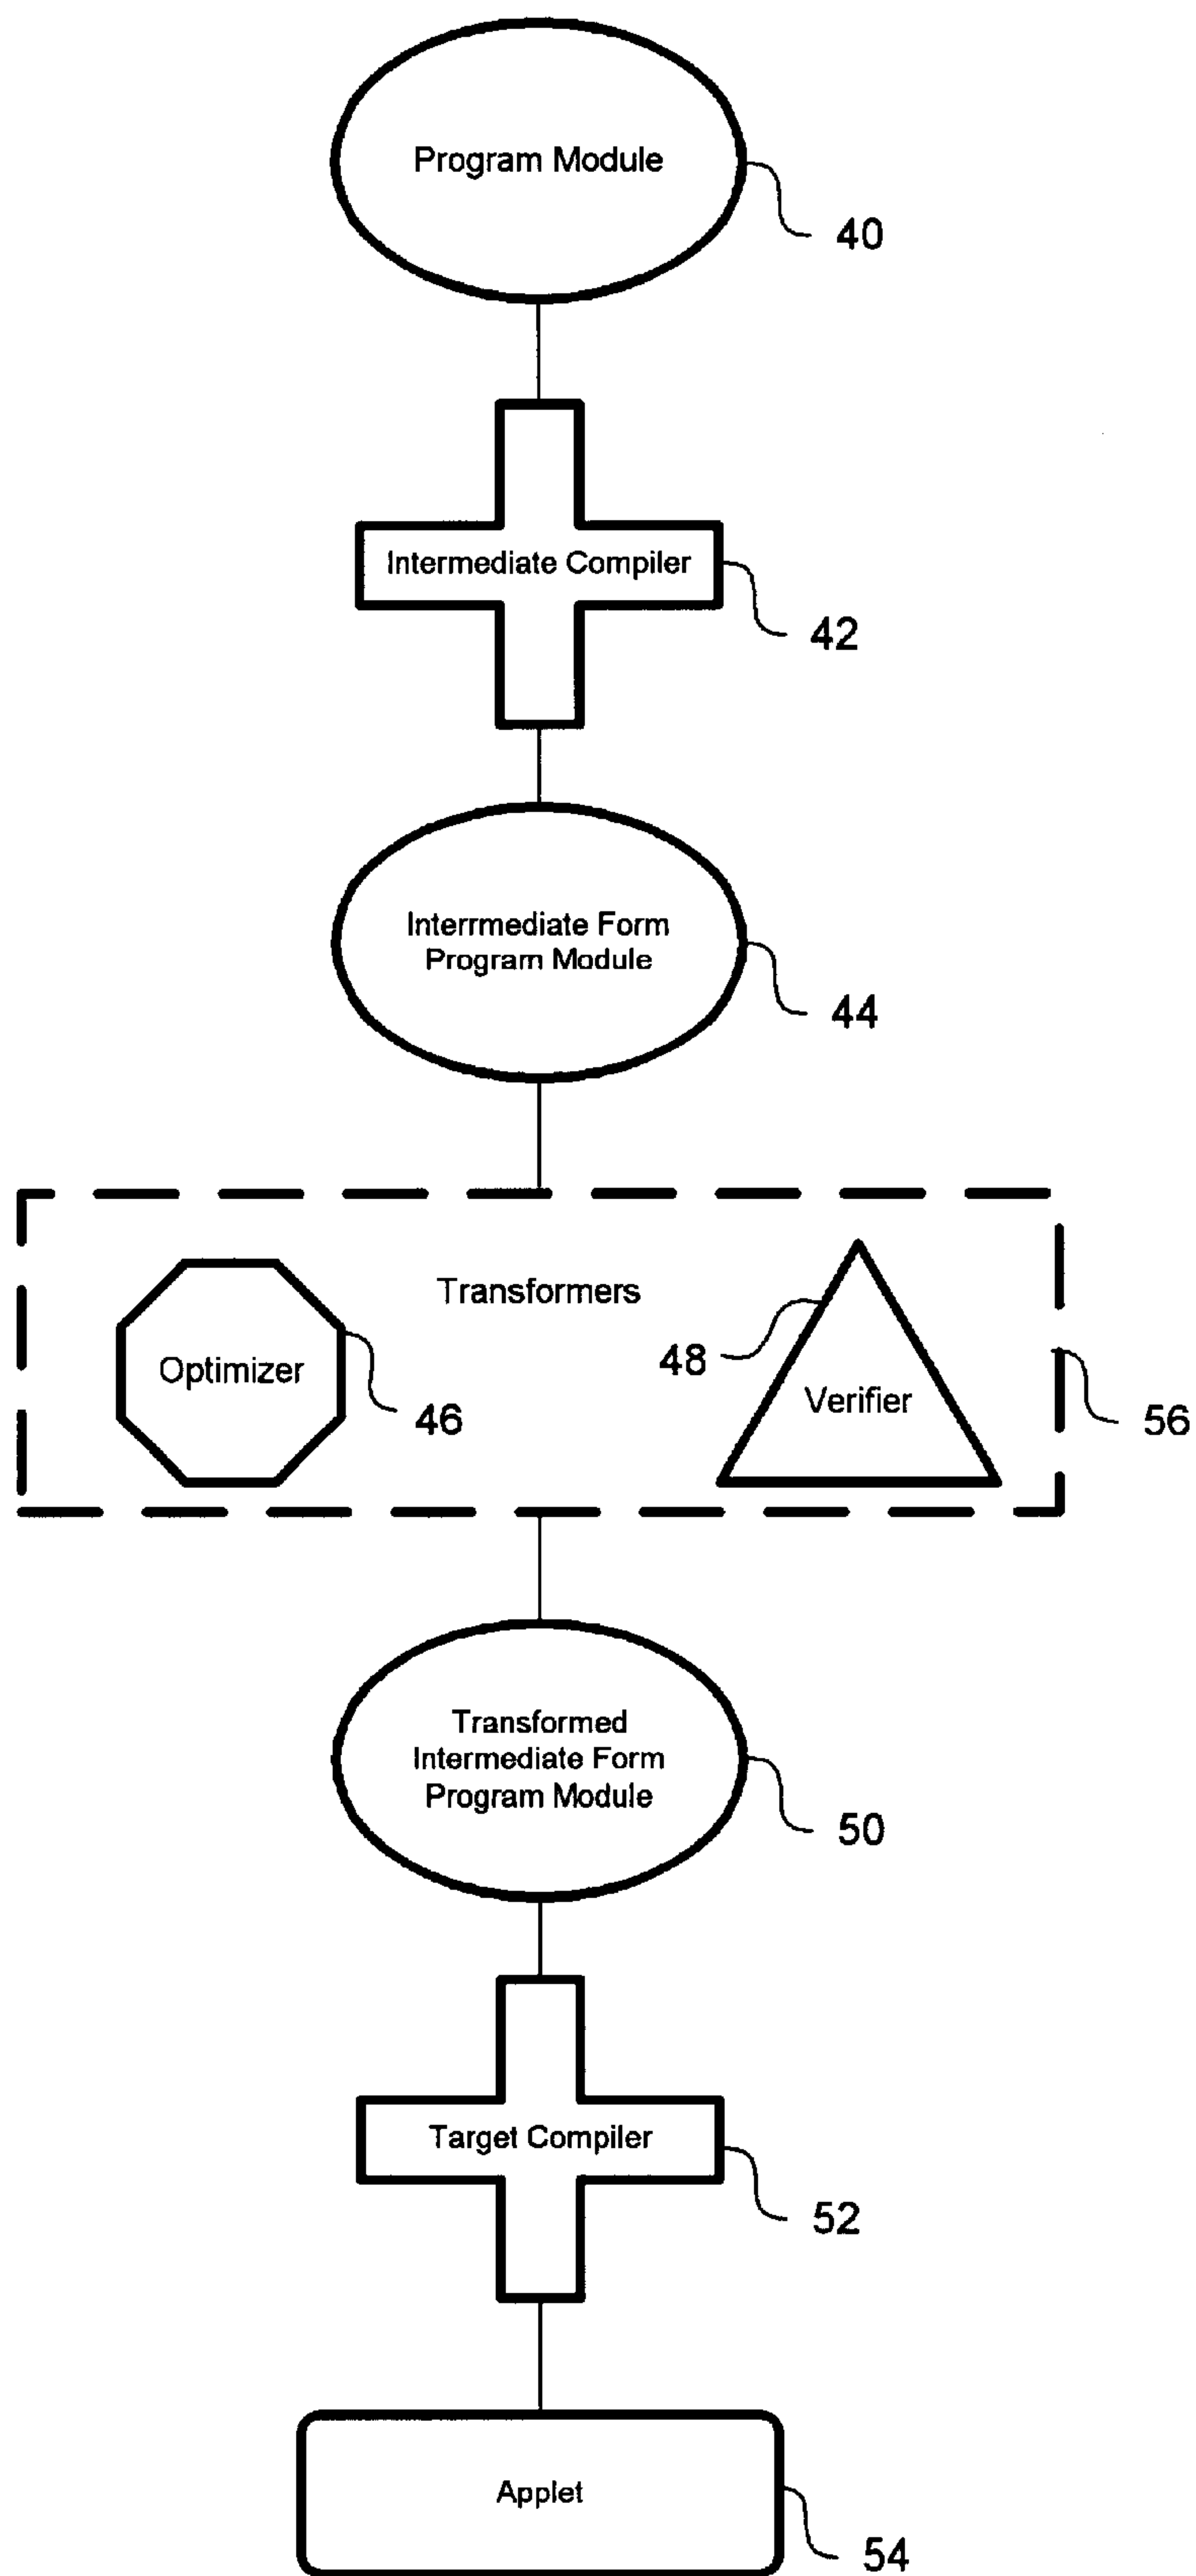 Program Module
40
Intermediate Compiler
42
Interrmediate Form
Program Module
44
Transformers
Optimizer
46
48
Verifier
56
Transformed
Intermediate Form
Program Module
50
Target Compiler
52
Applet
54